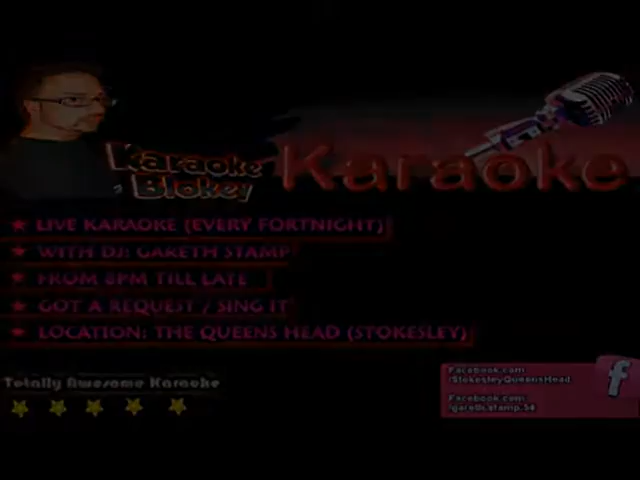 Karaoke
Blokey
Karaoke
LIVE KARAOKE (EVERY FORTNIGHT)
WITH DJ: GARETH STAMP
FROM 8PM TILL LATE
GOT A REQUEST / SING IT
LOCATION: THE QUEENS HEAD (STOKESLEY)
Totally Awesome Karaoke
Facebook.com
/StokesleyQueensHead
Facebook.com
/gareth.stamp.54
f